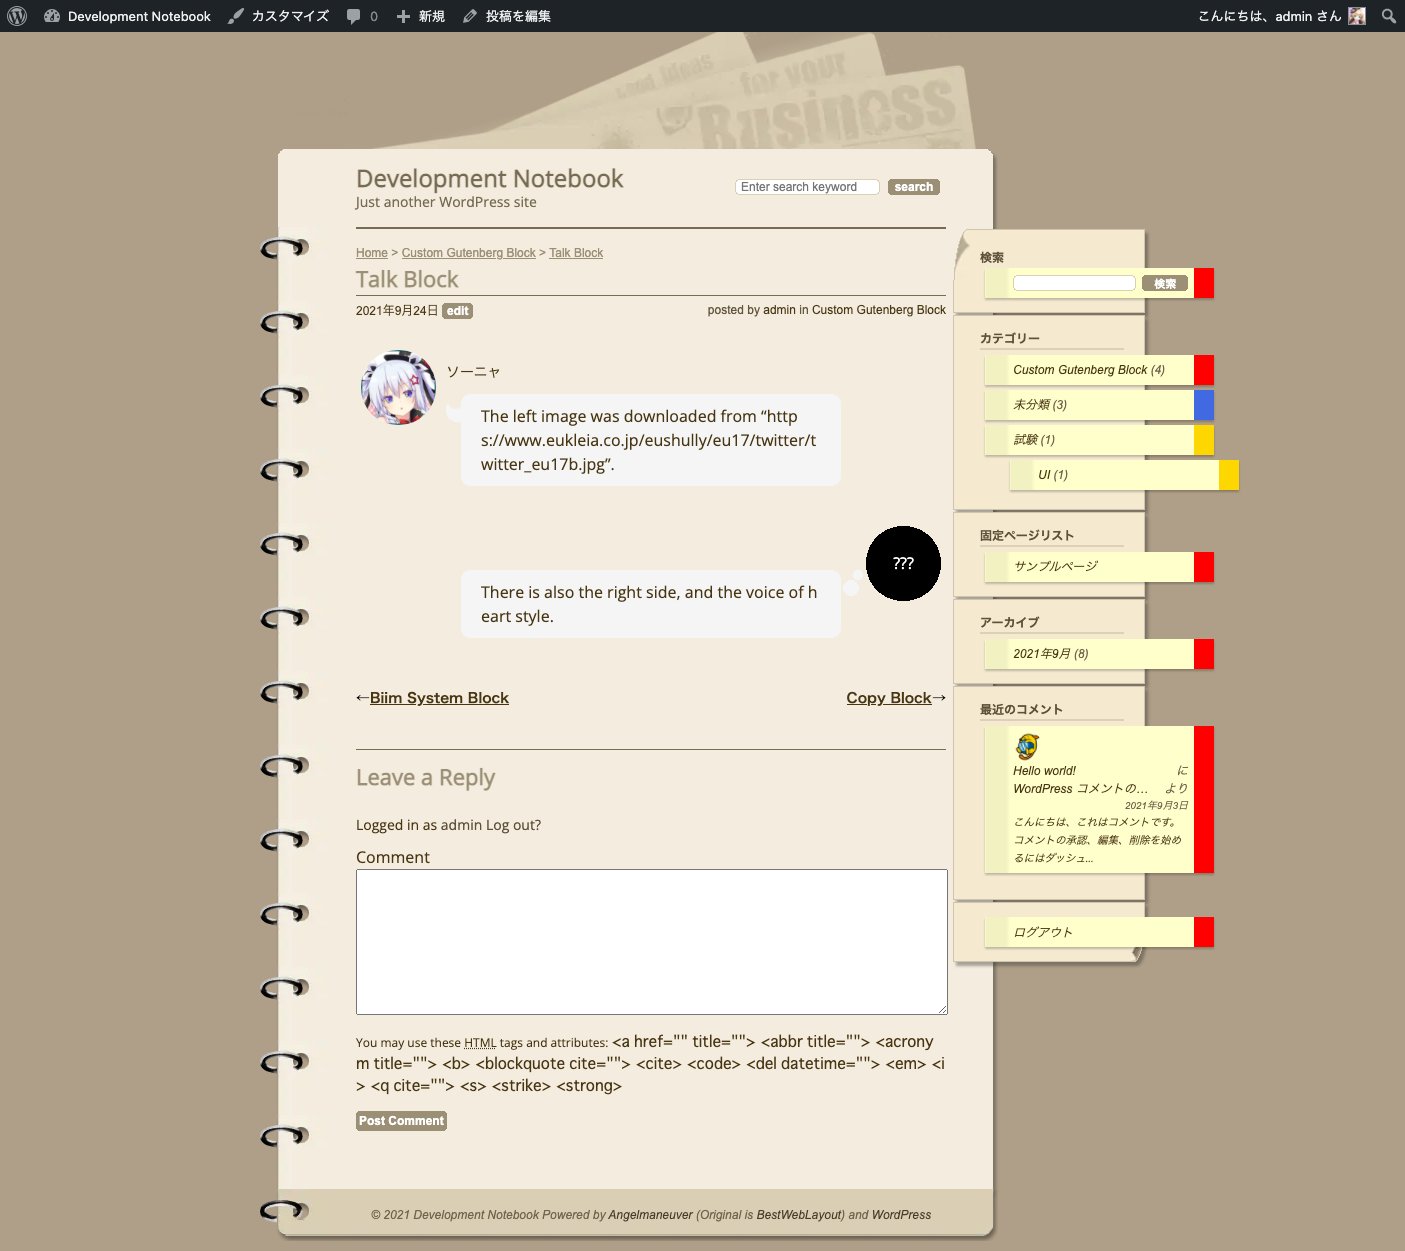 Development Notebook カスタマイズ 0 新規 投稿を編集 こんにちは、admin さん
and ideas
for your
Business
Development Notebook
Just another WordPress site
Enter search keyword search
Home > Custom Gutenberg Block > Talk Block
Talk Block
2021年9月24日 edit posted by admin in Custom Gutenberg Block
ソーニャ
The left image was downloaded from “http
s://www.eukleia.co.jp/eushully/eu17/twitter/t
witter_eu17b.jpg”.
???
There is also the right side, and the voice of h
eart style.
←Biim System Block Copy Block→
Leave a Reply
Logged in as admin Log out?
Comment
You may use these HTML tags and attributes: <a href="" title=""> <abbr title=""> <acrony
m title=""> <b> <blockquote cite=""> <cite> <code> <del datetime=""> <em> <i
> <q cite=""> <s> <strike> <strong>
Post Comment
検索
検索
カテゴリー
Custom Gutenberg Block (4)
未分類 (3)
試験 (1)
UI (1)
固定ページリスト
サンプルページ
アーカイブ
2021年9月 (8)
最近のコメント
Hello world! に
WordPress コメントの… より
2021年9月3日
こんにちは、これはコメントです。
コメントの承認、編集、削除を始め
るにはダッシュ...
ログアウト
© 2021 Development Notebook Powered by Angelmaneuver (Original is BestWebLayout) and WordPress